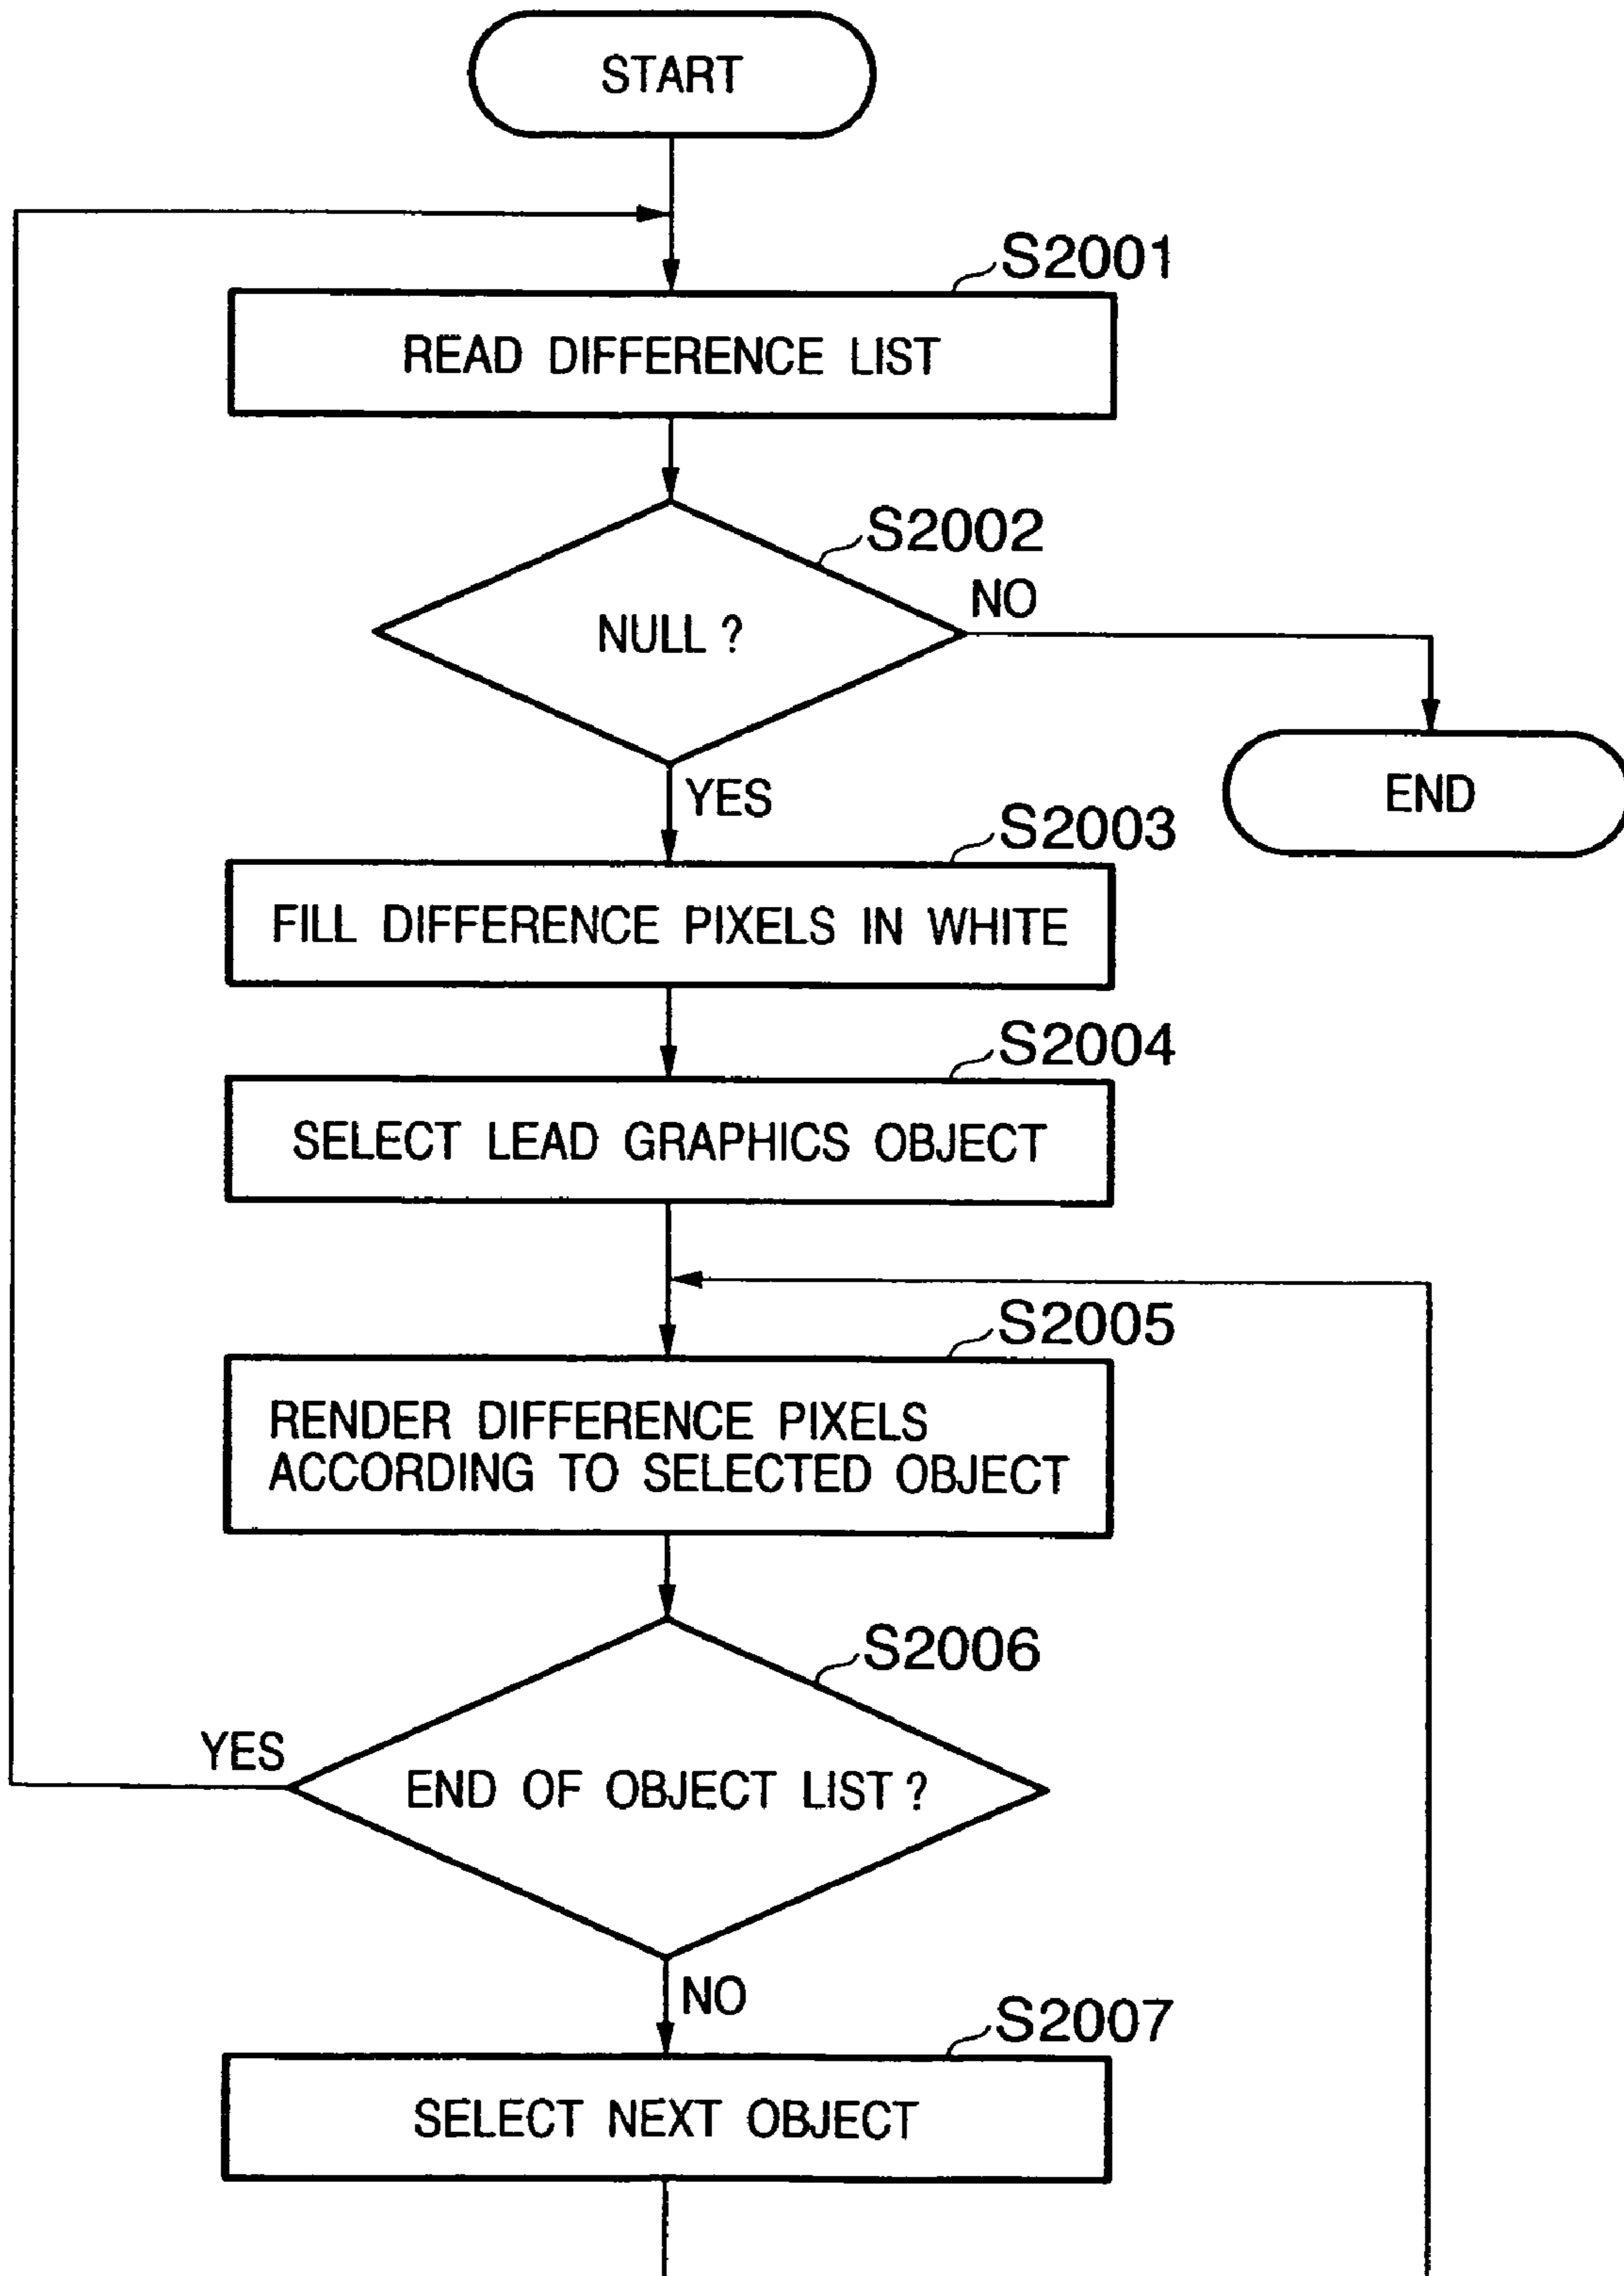 START
S2001
READ DIFFERENCE LIST
S2002
NULL ?
NO
END
YES
S2003
FILL DIFFERENCE PIXELS IN WHITE
S2004
SELECT LEAD GRAPHICS OBJECT
S2005
RENDER DIFFERENCE PIXELS
ACCORDING TO SELECTED OBJECT
S2006
YES
END OF OBJECT LIST ?
NO
S2007
SELECT NEXT OBJECT